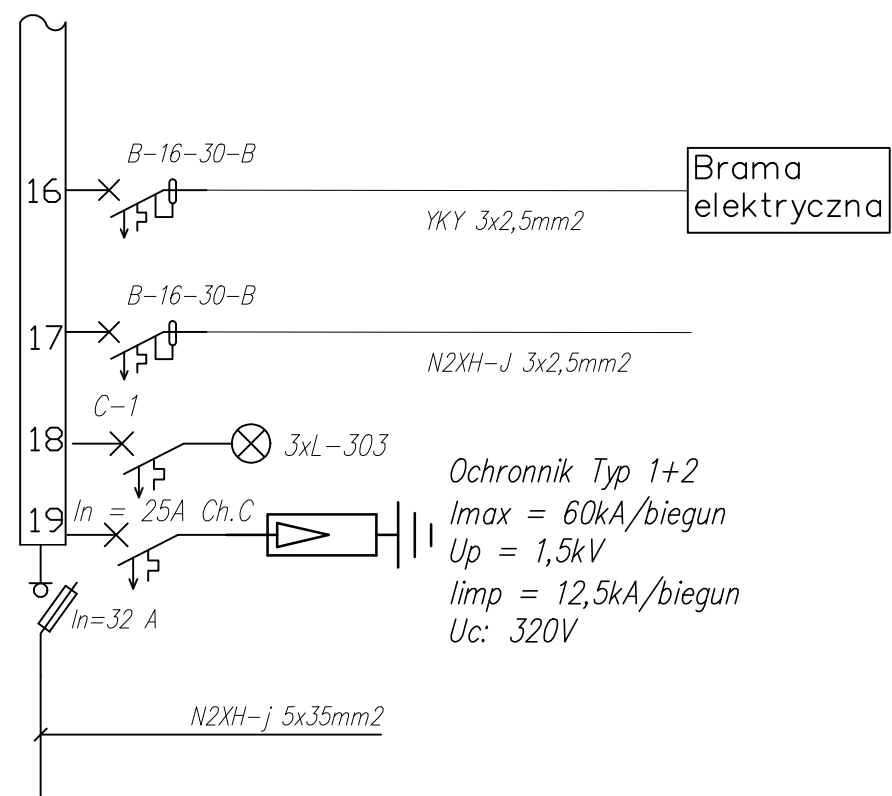 B-16-30-B
16
Brama
elektryczna
YKY 3x2,5mm2
B-16-30-B
17
N2XH-J 3x2,5mm2
C-1
18
3xL-303
19
In = 25A Ch.C
Ochronnik Typ 1+2
Imax = 60kA/biegun
Up = 1,5kV
Iimp = 12,5kA/biegun
Uc: 320V
In=32 A
N2XH-j 5x35mm2